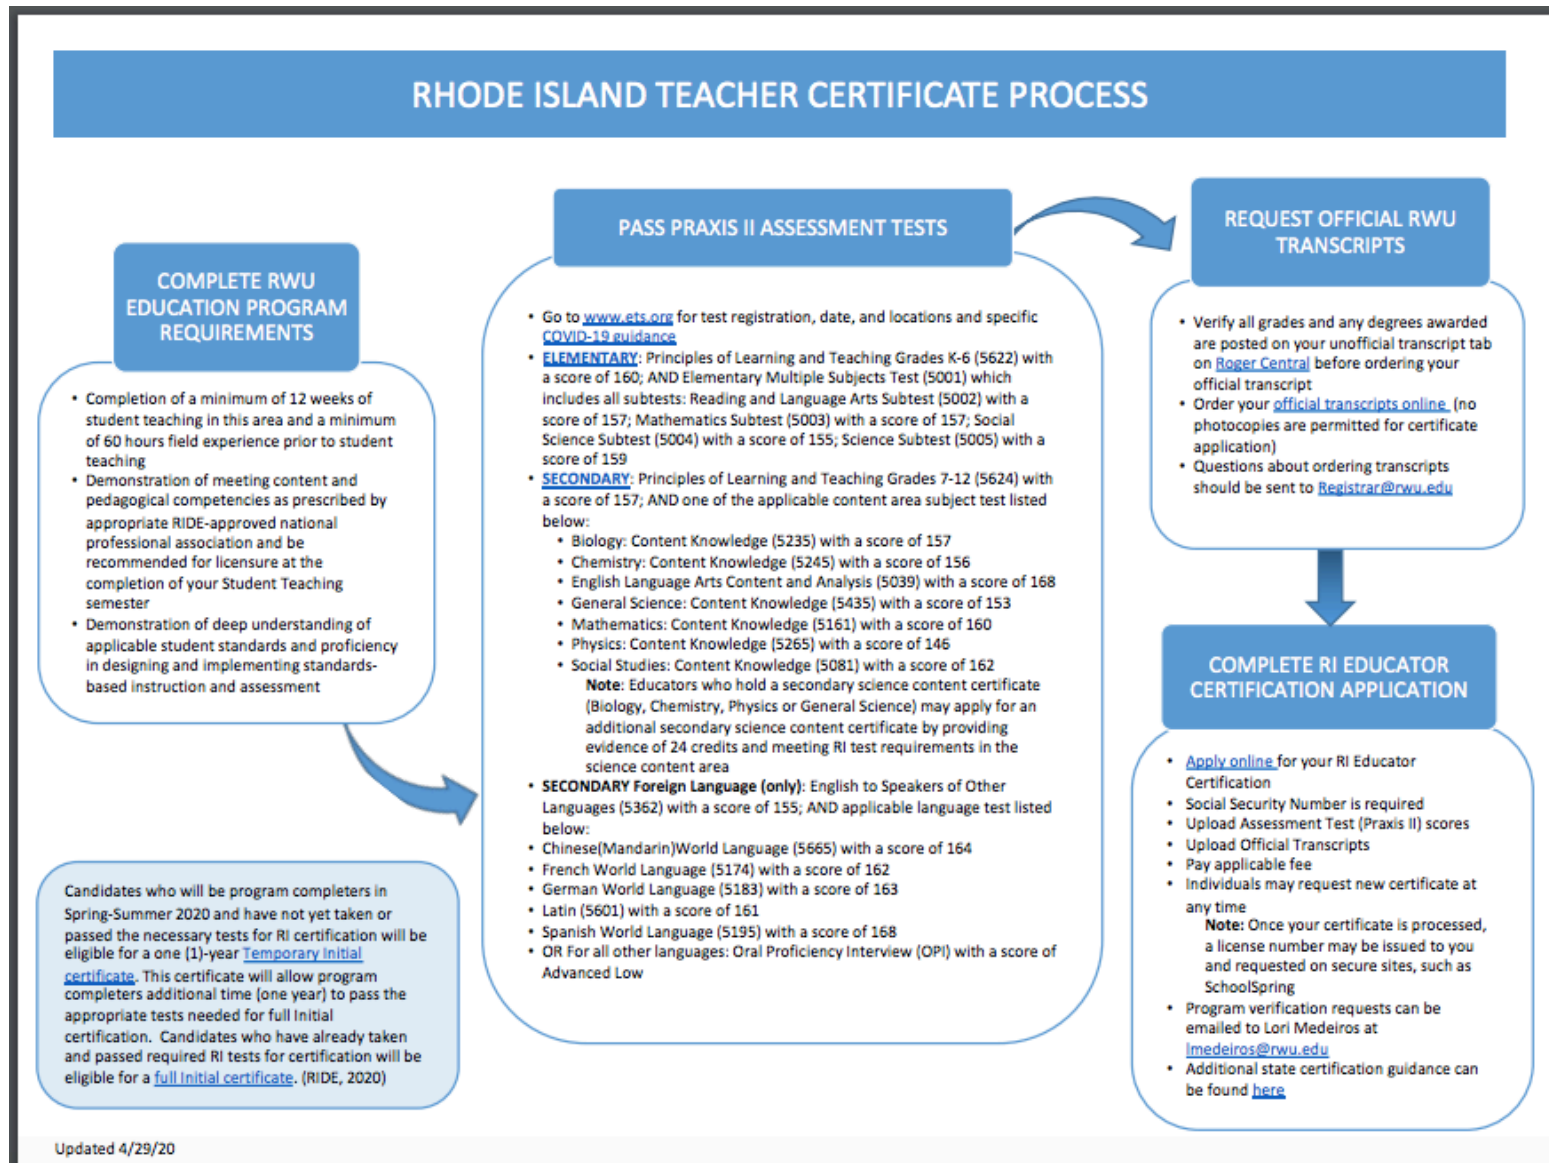 RHODE ISLAND TEACHER CERTIFICATE PROCESS
COMPLETE RWU
EDUCATION PROGRAM
REQUIREMENTS
• Completion of a minimum of 12 weeks of
student teaching in this area and a minimum
of 60 hours field experience prior to student
teaching
• Demonstration of meeting content and
pedagogical competencies as prescribed by
appropriate RIDE-approved national
professional association and be
recommended for licensure at the
completion of your Student Teaching
semester
• Demonstration of deep understanding of
applicable student standards and proficiency
in designing and implementing standards-
based instruction and assessment
Candidates who will be program completers in
Spring-Summer 2020 and have not yet taken or
passed the necessary tests for RI certification will be
eligible for a one (1)-year Temporary Initial
certificate. This certificate will allow program
completers additional time (one year) to pass the
appropriate tests needed for full Initial
certification. Candidates who have already taken
and passed required RI tests for certification will be
eligible for a full Initial certificate. (RIDE, 2020)
PASS PRAXIS II ASSESSMENT TESTS
• Go to www.ets.org for test registration, date, and locations and specific
COVID-19 guidance
• ELEMENTARY: Principles of Learning and Teaching Grades K-6 (5622) with
a score of 160; AND Elementary Multiple Subjects Test (5001) which
includes all subtests: Reading and Language Arts Subtest (5002) with a
score of 157; Mathematics Subtest (5003) with a score of 157; Social
Science Subtest (5004) with a score of 155; Science Subtest (5005) with a
score of 159
• SECONDARY: Principles of Learning and Teaching Grades 7-12 (5624) with
a score of 157; AND one of the applicable content area subject test listed
below:
• Biology: Content Knowledge (5235) with a score of 157
• Chemistry: Content Knowledge (5245) with a score of 156
• English Language Arts Content and Analysis (5039) with a score of 168
• General Science: Content Knowledge (5435) with a score of 153
• Mathematics: Content Knowledge (5161) with a score of 160
• Physics: Content Knowledge (5265) with a score of 146
• Social Studies: Content Knowledge (5081) with a score of 162
Note: Educators who hold a secondary science content certificate
(Biology, Chemistry, Physics or General Science) may apply for an
additional secondary science content certificate by providing
evidence of 24 credits and meeting RI test requirements in the
science content area
• SECONDARY Foreign Language (only): English to Speakers of Other
Languages (5362) with a score of 155; AND applicable language test listed
below:
• Chinese(Mandarin)World Language (5665) with a score of 164
• French World Language (5174) with a score of 162
• German World Language (5183) with a score of 163
• Latin (5601) with a score of 161
• Spanish World Language (5195) with a score of 168
• OR For all other languages: Oral Proficiency Interview (OPI) with a score of
Advanced Low
REQUEST OFFICIAL RWU
TRANSCRIPTS
• Verify all grades and any degrees awarded
are posted on your unofficial transcript tab
on Roger Central before ordering your
official transcript
• Order your official transcripts online (no
photocopies are permitted for certificate
application)
• Questions about ordering transcripts
should be sent to Registrar@rwu.edu
COMPLETE RI EDUCATOR
CERTIFICATION APPLICATION
• Apply online for your RI Educator
Certification
• Social Security Number is required
• Upload Assessment Test (Praxis II) scores
• Upload Official Transcripts
• Pay applicable fee
• Individuals may request new certificate at
any time
Note: Once your certificate is processed,
a license number may be issued to you
and requested on secure sites, such as
SchoolSpring
• Program verification requests can be
emailed to Lori Medeiros at
lmedeiros@rwu.edu
• Additional state certification guidance can
be found here
Updated 4/29/20